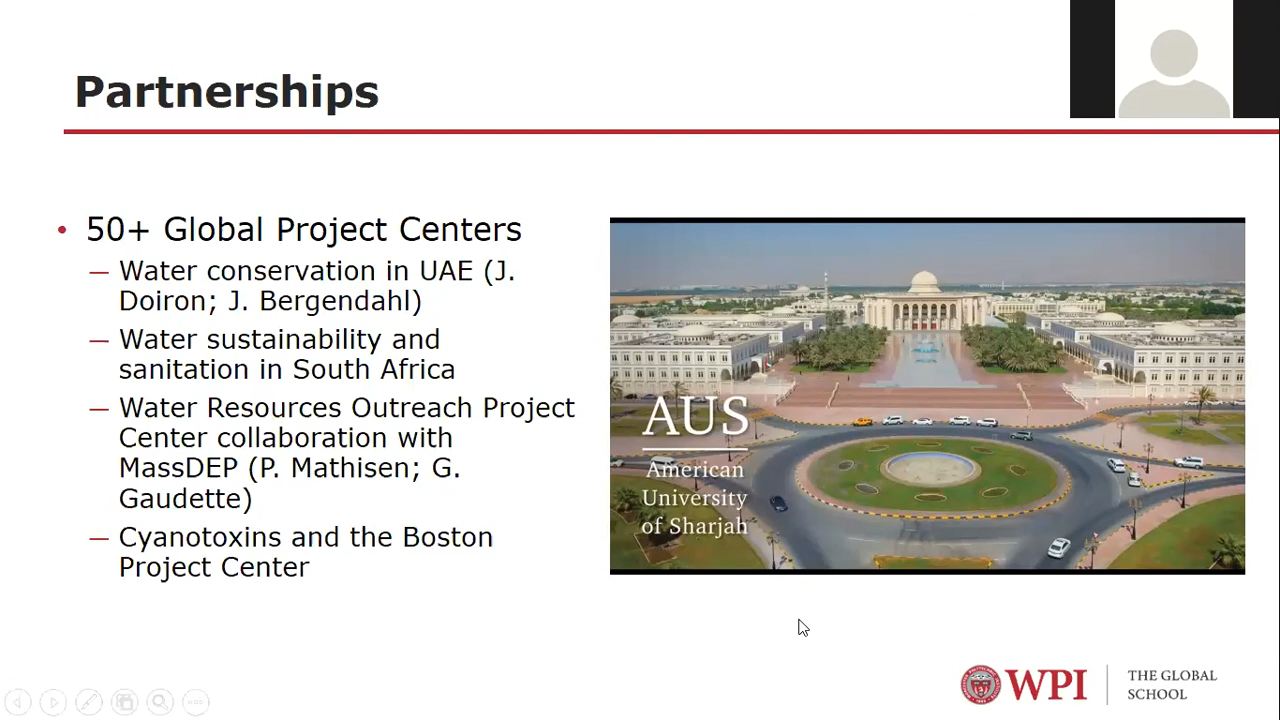 Partnerships
• 50+ Global Project Centers
— Water conservation in UAE (J.
Doiron; J. Bergendahl)
— Water sustainability and
sanitation in South Africa
— Water Resources Outreach Project
Center collaboration with
MassDEP (P. Mathisen; G.
Gaudette)
— Cyanotoxins and the Boston
Project Center
AUS
American
University
of Sharjah
WPI
THE GLOBAL
SCHOOL